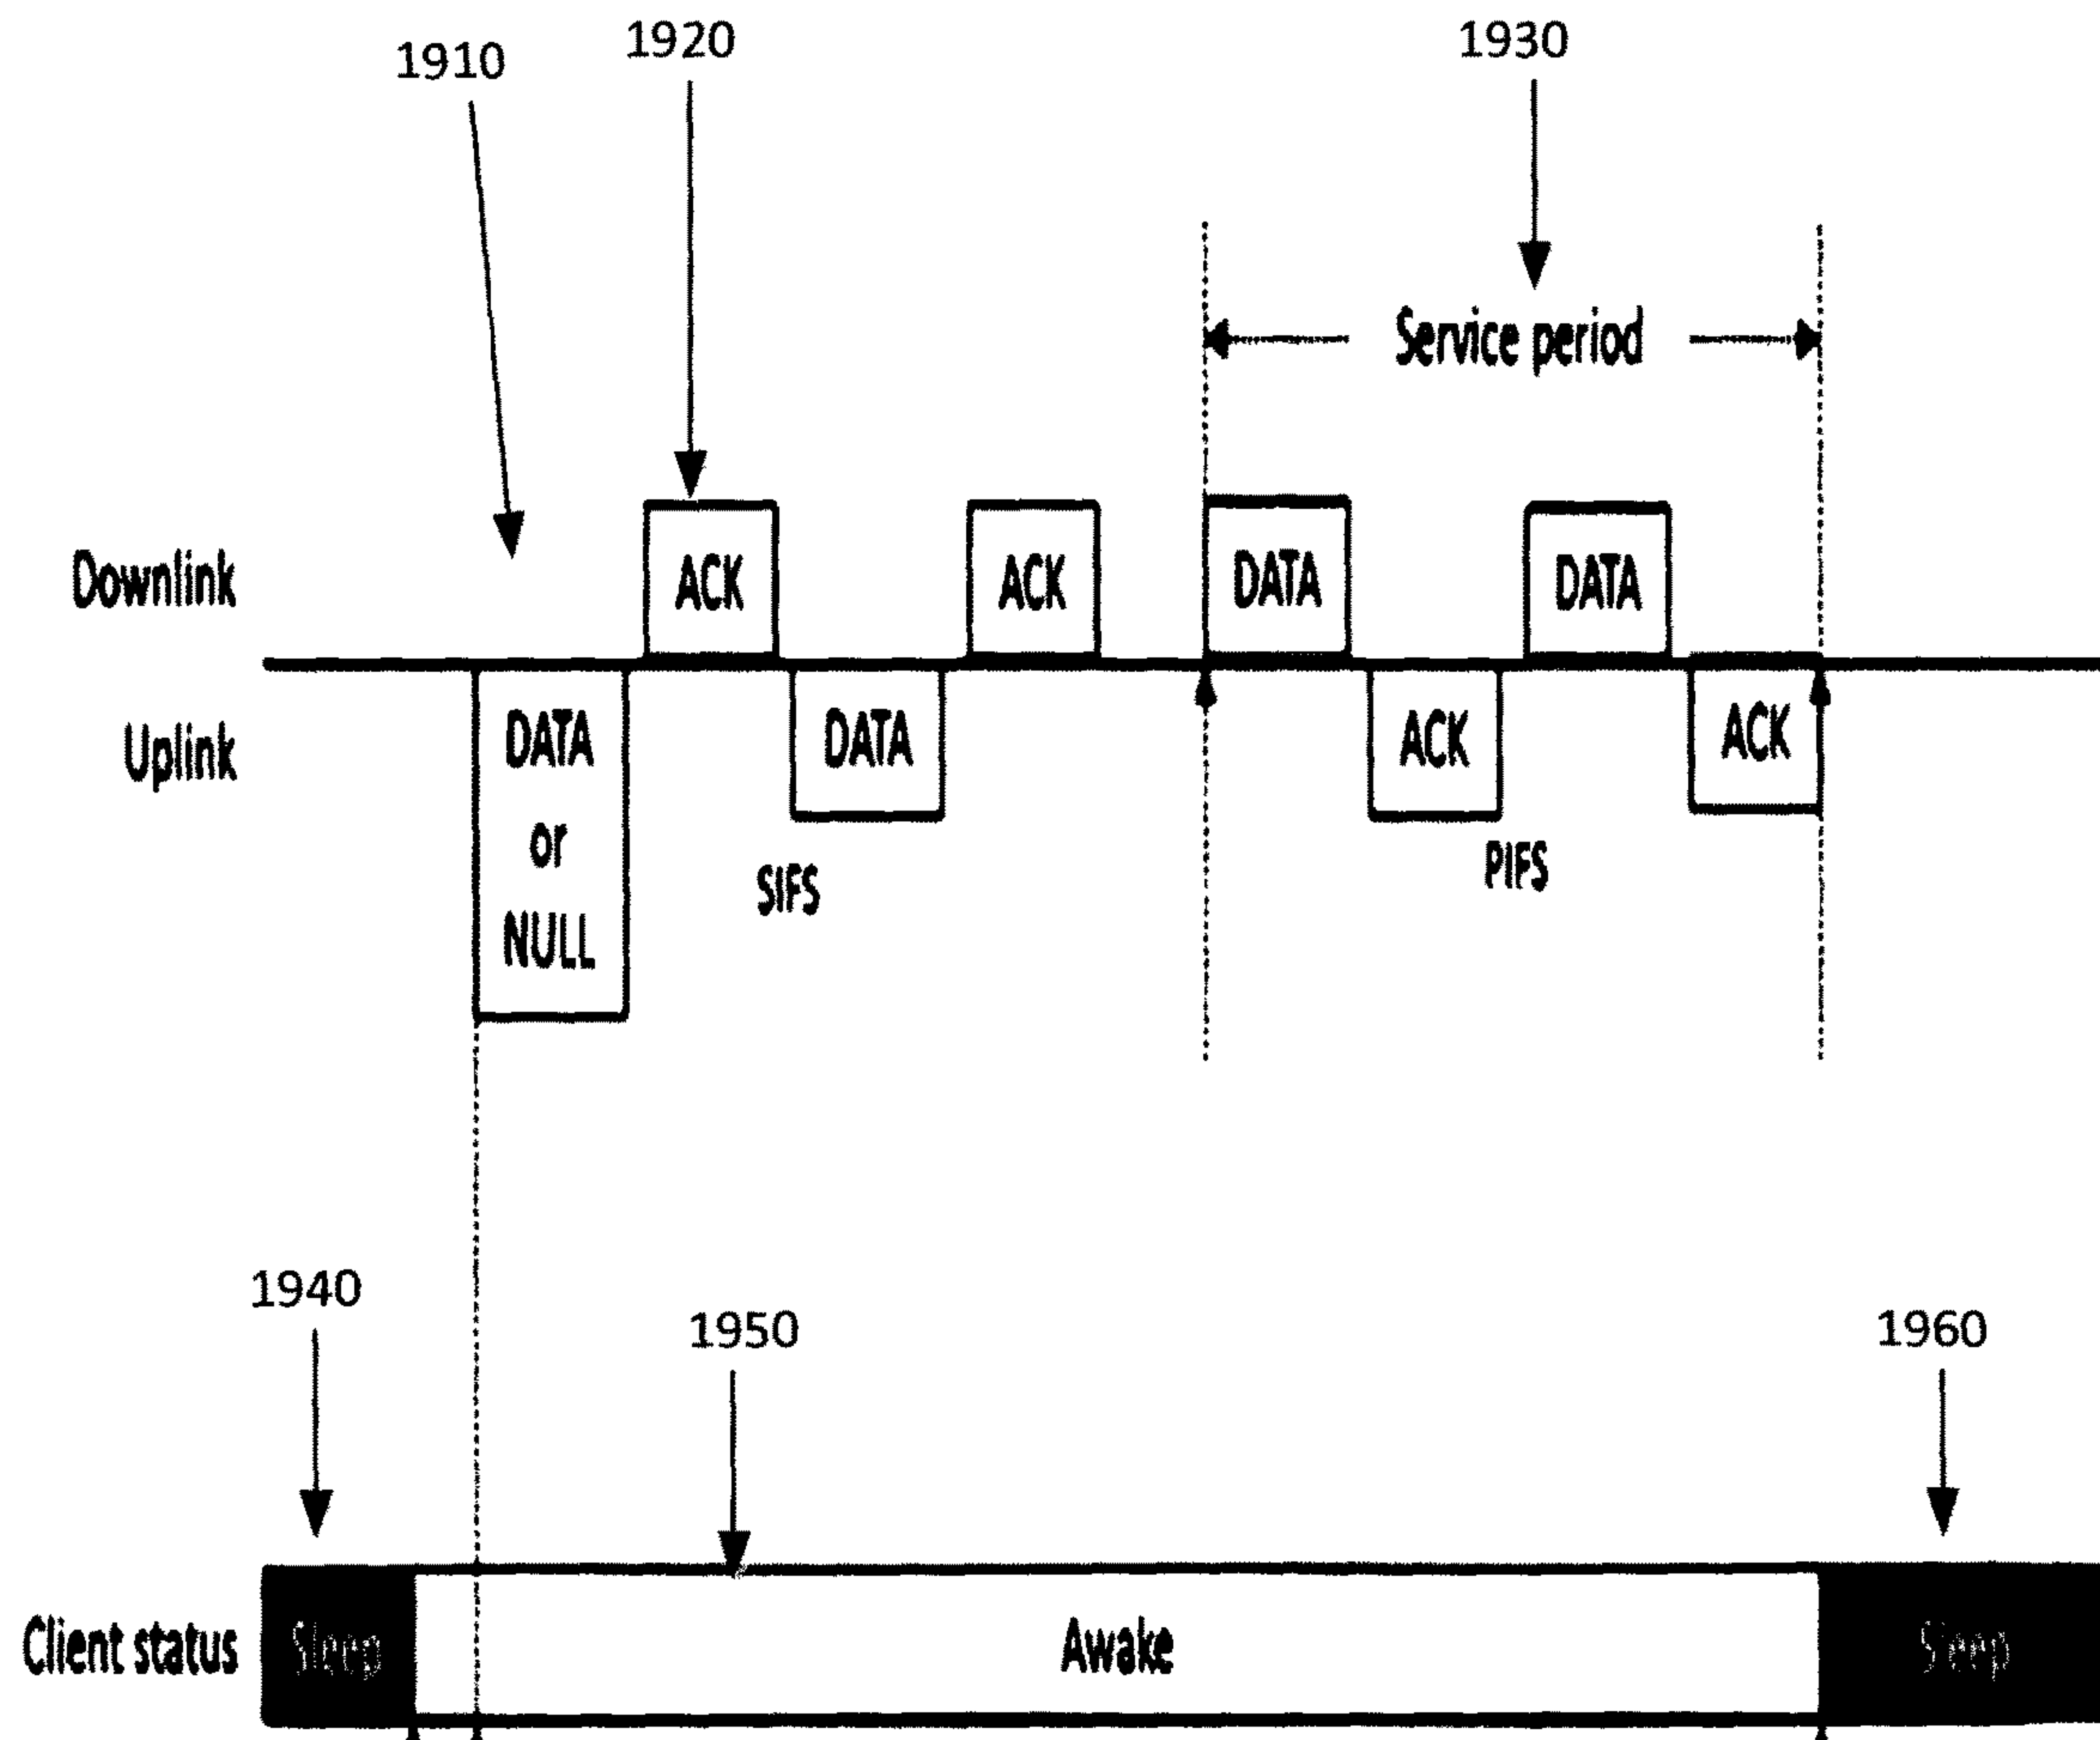 1910
1920
1930
Service period
Downlink
ACK
ACK
DATA
DATA
Uplink
DATA
or
NULL
DATA
ACK
ACK
SIFS
PIFS
1940
1950
1960
Client status
Sleep
Awake
Sleep